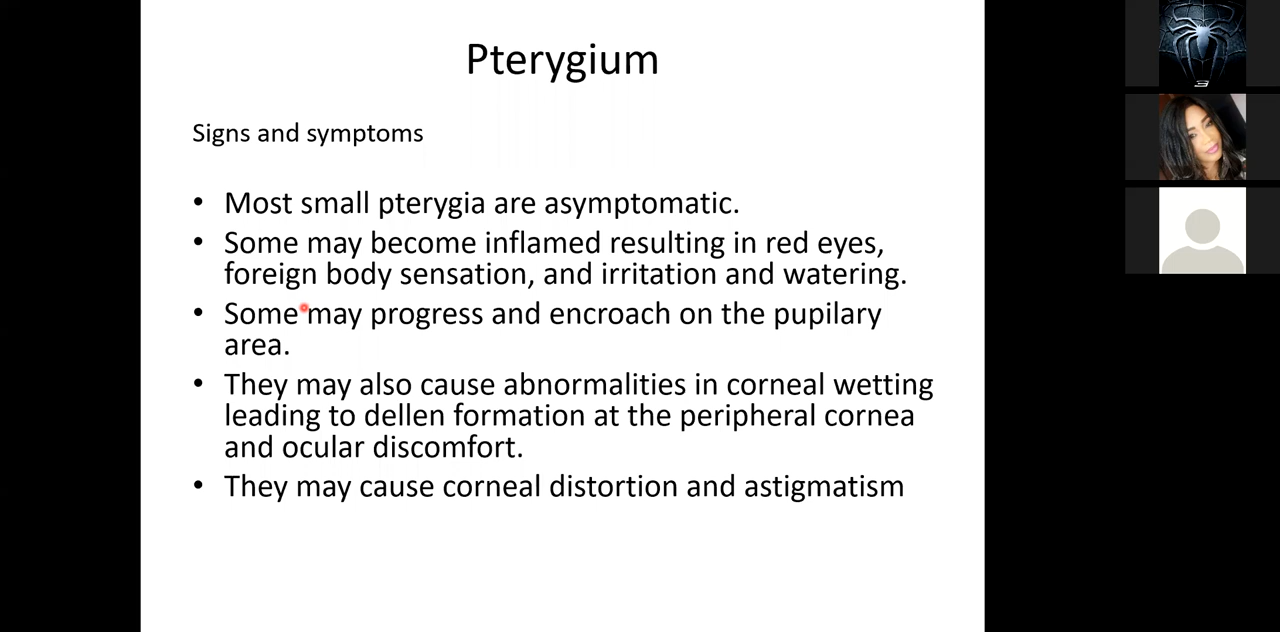 Pterygium
Signs and symptoms
• Most small pterygia are asymptomatic.
• Some may become inflamed resulting in red eyes,
foreign body sensation, and irritation and watering.
• Some may progress and encroach on the pupilary
area.
• They may also cause abnormalities in corneal wetting
leading to dellen formation at the peripheral cornea
and ocular discomfort.
• They may cause corneal distortion and astigmatism
3